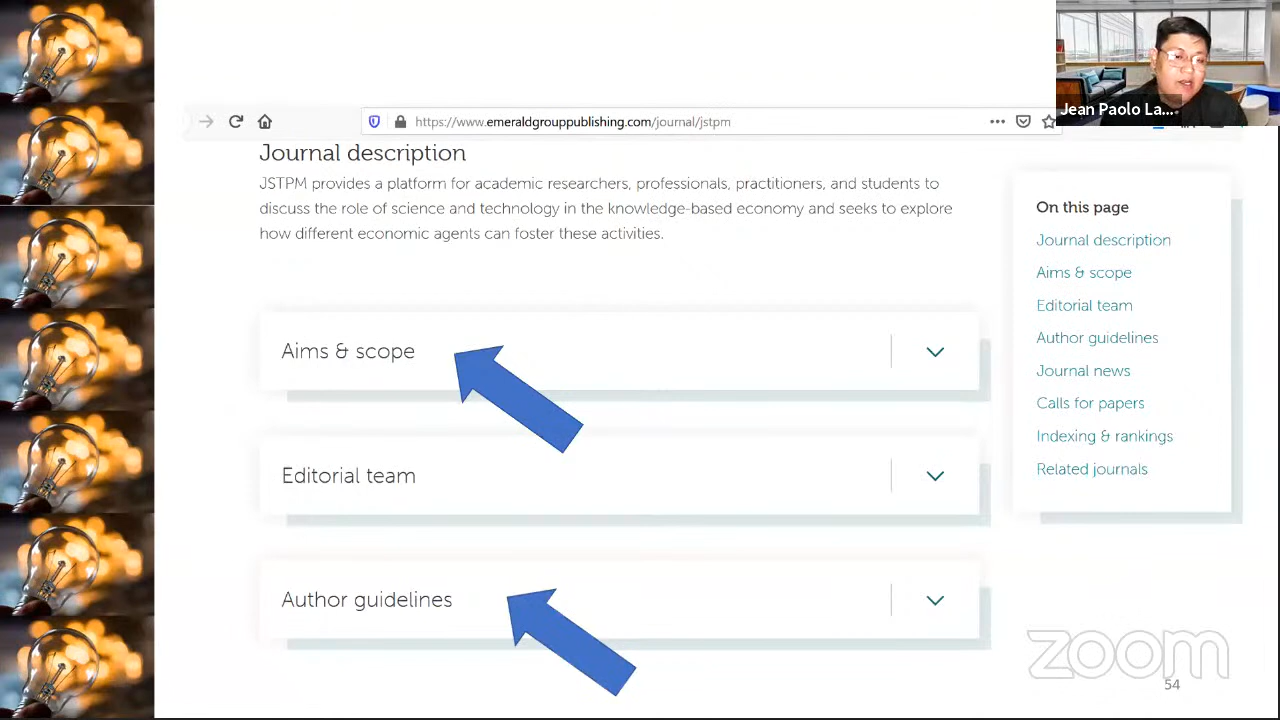 Jean Paolo La...
https://www.emeraldgrouppublishing.com/journal/jstpm
Journal description
JSTPM provides a platform for academic researchers, professionals, practitioners, and students to
discuss the role of science and technology in the knowledge-based economy and seeks to explore
how different economic agents can foster these activities.
Aims & scope
Editorial team
Author guidelines
On this page
Journal description
Aims & scope
Editorial team
Author guidelines
Journal news
Calls for papers
Indexing & rankings
Related journals
zoom
54